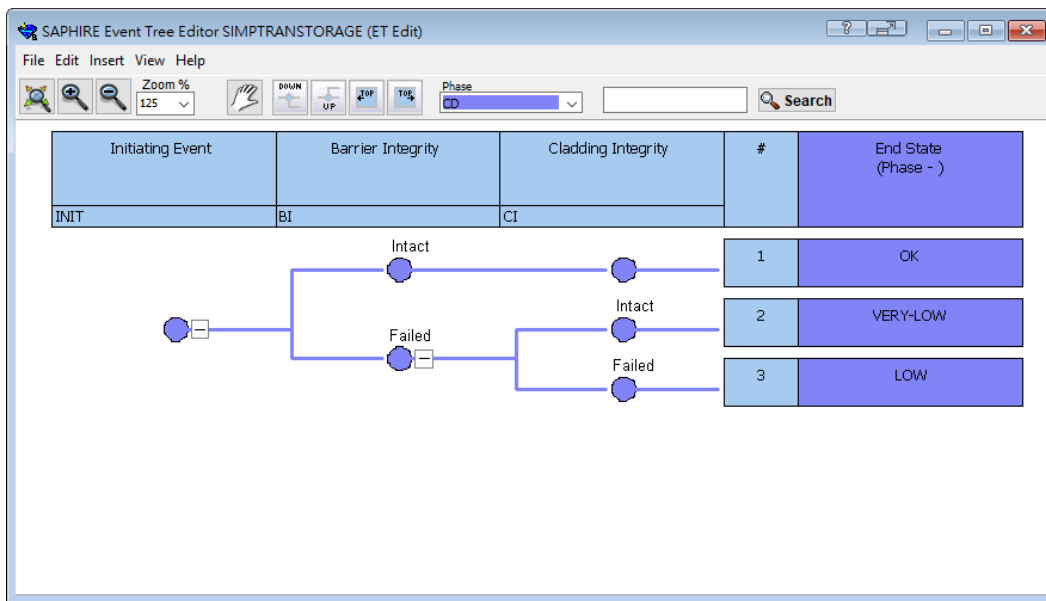 SAPHIRE Event Tree Editor SIMPTRANSTORAGE (ET Edit)
File Edit Insert View Help
Zoom %
125
DOWN
UP
TOP
TOP
Phase
CD
Search
Initiating Event
Barrier Integrity
Cladding Integrity
#
End State
(Phase - )
INIT
BI
CI
Intact
1
OK
Intact
2
VERY-LOW
Failed
Failed
3
LOW